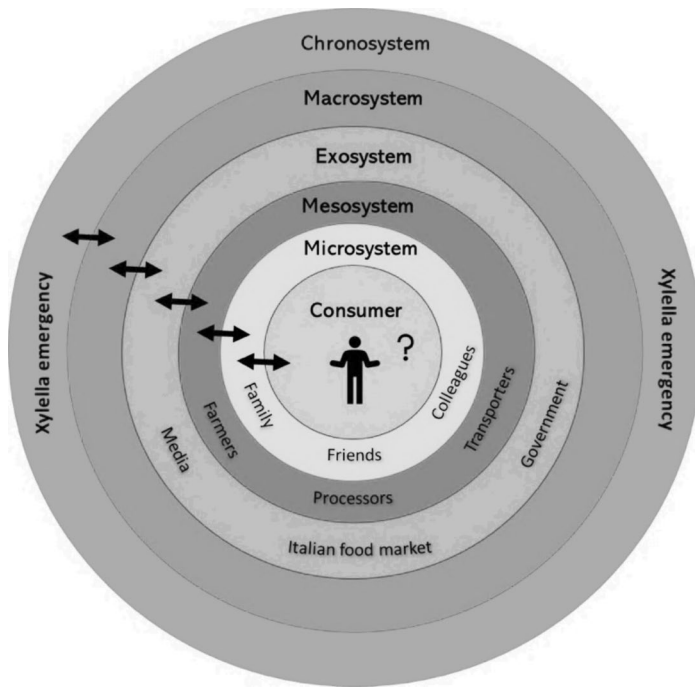 Chronosystem
Macrosystem
Exosystem
Mesosystem
Microsystem
Consumer
?
Xylella emergency
Xylella emergency
Family
Friends
Colleagues
Farmers
Processors
Transporters
Media
Italian food market
Government